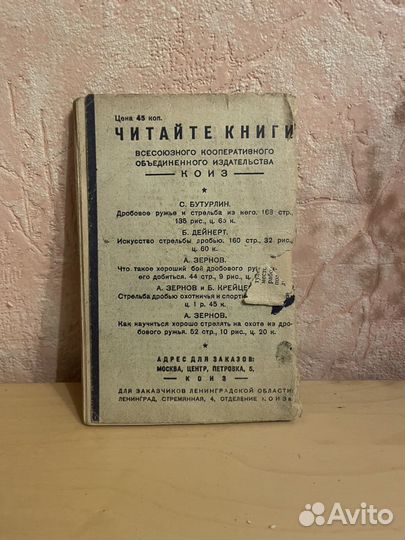 Цена 45 коп.
ЧИТАЙТЕ КНИГИ
ВСЕСОЮЗНОГО КООПЕРАТИВНОГО
ОБЪЕДИНЕННОГО ИЗДАТЕЛЬСТВА
— КОИЗ —
★
С. БУТУРЛИН.
Дробовое ружье и стрельба из него. 168 стр.,
135 рис., ц. 65 к.
Б. ДЕЙНЕРТ.
Искусство стрельбы дробью. 160 стр., 32 рис.,
ц. 60 к.
А. ЗЕРНОВ.
Что такое хороший бой дробового
его добиться. 44 стр., 9 рис., ц.
А. ЗЕРНОВ и Б. КРЕЙЦЕ
Стрельба дробью охотничья и спорти
ц. 1 р. 45 к.
А. ЗЕРНОВ.
Как научиться хорошо стрелять на охоте из дро-
бового ружья. 52 стр., 10 рис., ц. 20 к.
★
АДРЕС ДЛЯ ЗАКАЗОВ:
МОСКВА, ЦЕНТР, ПЕТРОВКА, 5,
— КОИЗ —
ДЛЯ ЗАКАЗЧИКОВ ЛЕНИНГРАДСКОЙ ОБЛАСТИ
ЛЕНИНГРАД, СТРЕМЯННАЯ, 4, ОТДЕЛЕНИЕ КОИЗа
Avito